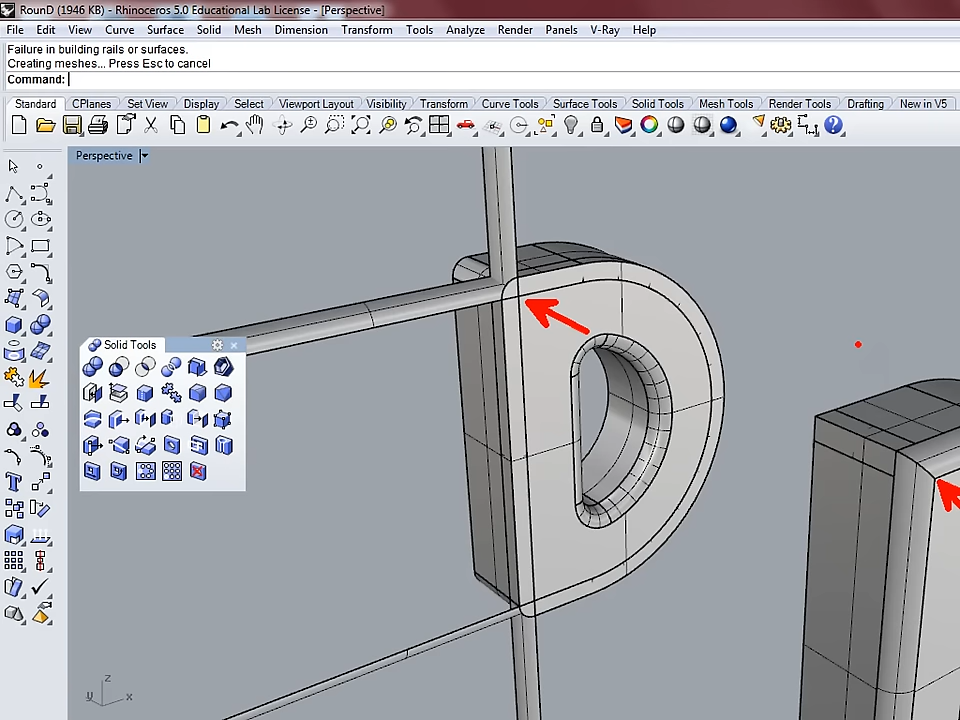 RounD (1946 KB) - Rhinoceros 5.0 Educational Lab License - [Perspective]
File Edit View Curve Surface Solid Mesh Dimension Transform Tools Analyze Render Panels V-Ray Help
Failure in building rails or surfaces.
Creating meshes... Press Esc to cancel
Command:
Standard CPlanes Set View Display Select Viewport Layout Visibility Transform Curve Tools Surface Tools Solid Tools Mesh Tools Render Tools Drafting New in V5
Perspective
Solid Tools
z
y x